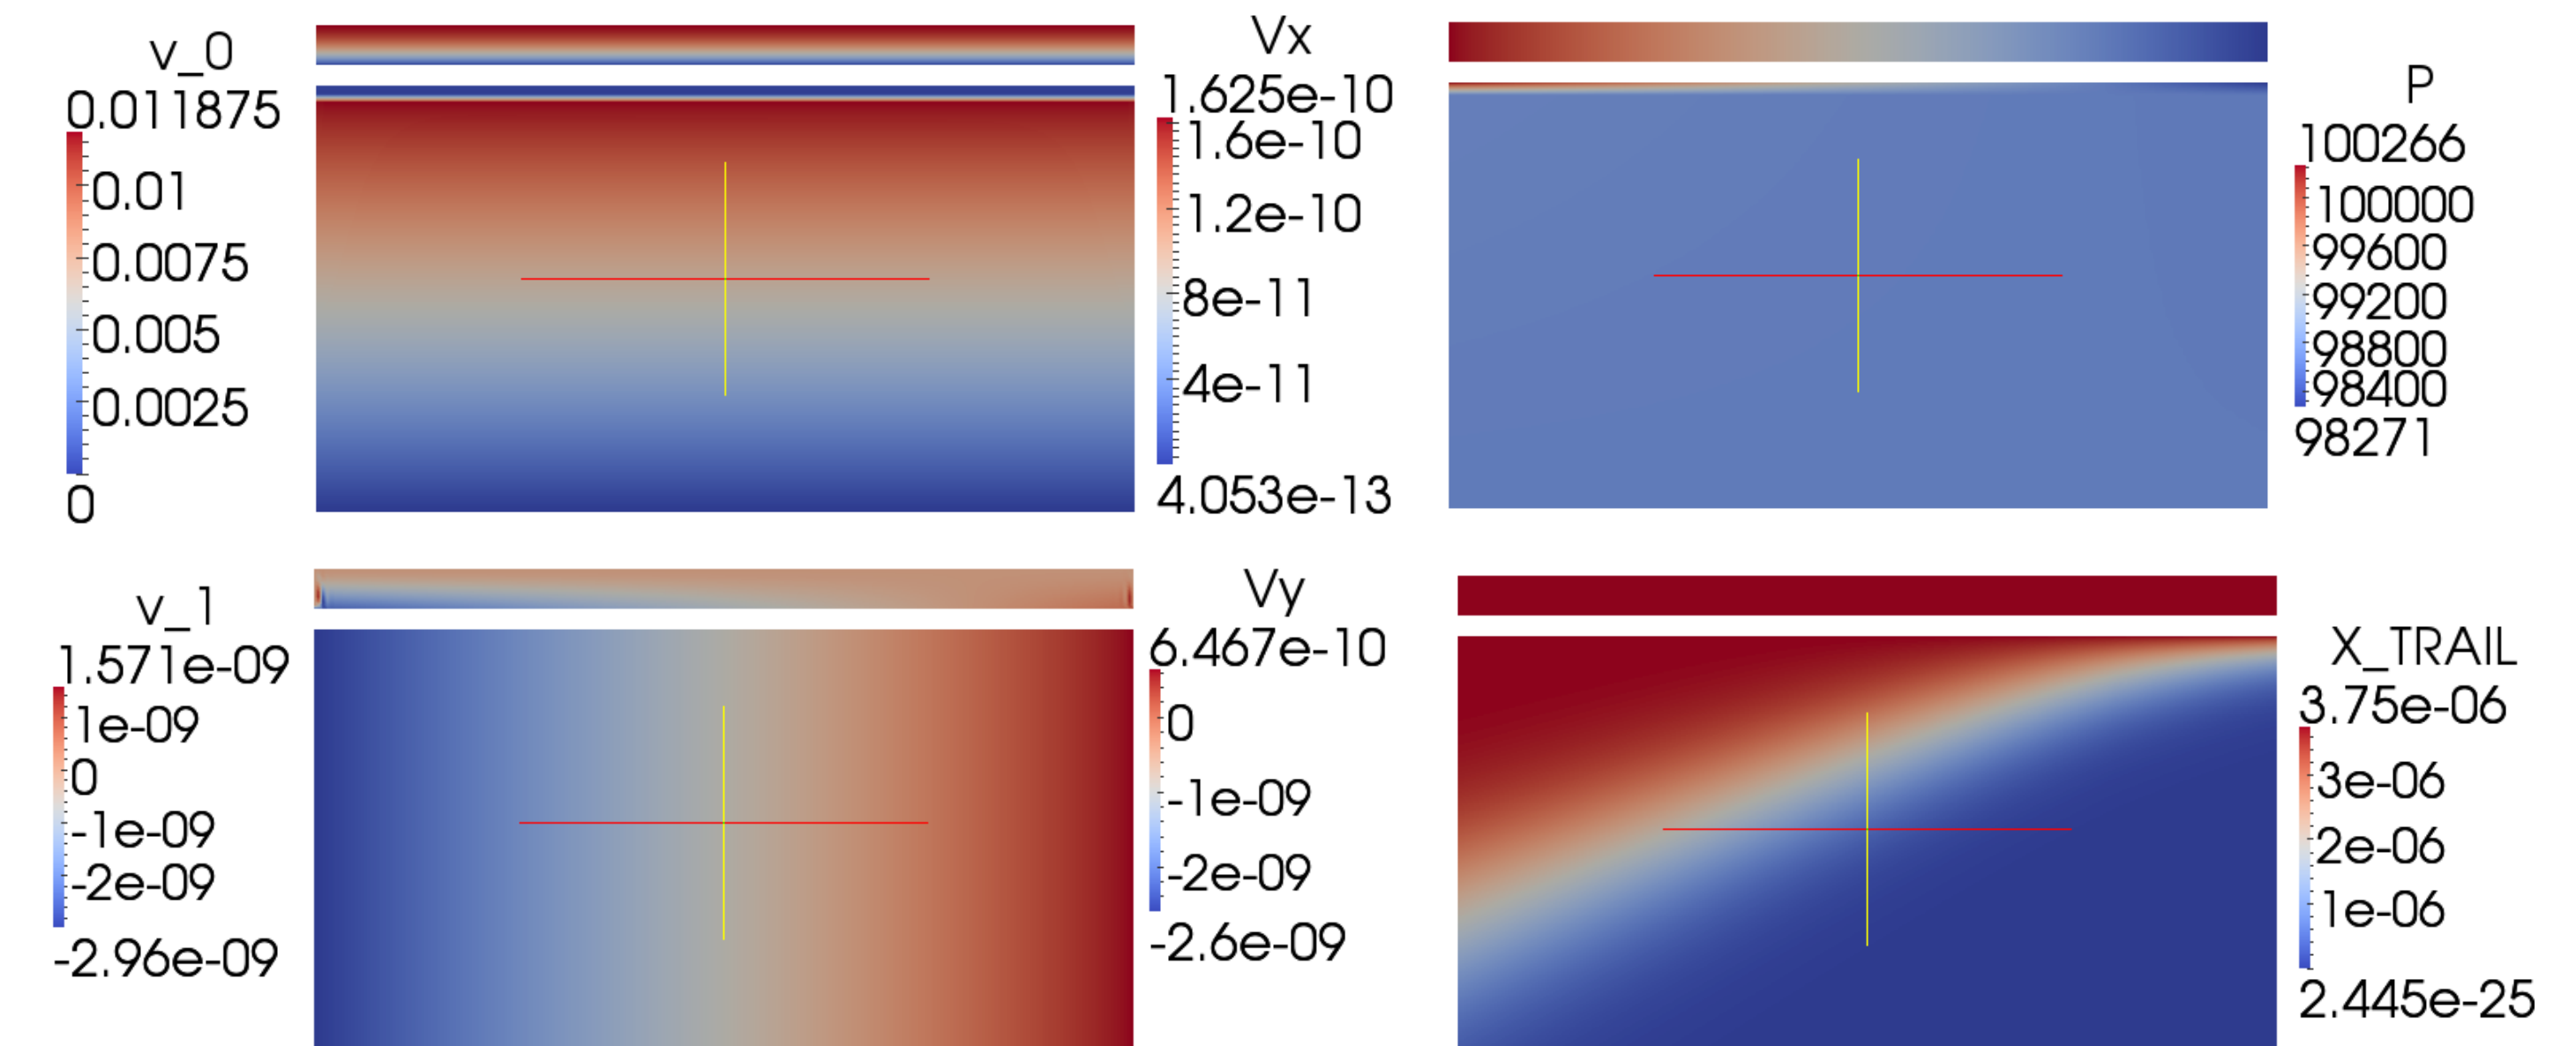 v_0
0.011875
0.01
0.0075
0.005
0.0025
0
Vx
1.625e-10
1.6e-10
1.2e-10
8e-11
4e-11
4.053e-13
P
100266
100000
99600
99200
98800
98400
98271
v_1
1.571e-09
1e-09
0
-1e-09
-2e-09
-2.96e-09
Vy
6.467e-10
0
-1e-09
-2e-09
-2.6e-09
X_TRAIL
3.75e-06
3e-06
2e-06
1e-06
2.445e-25